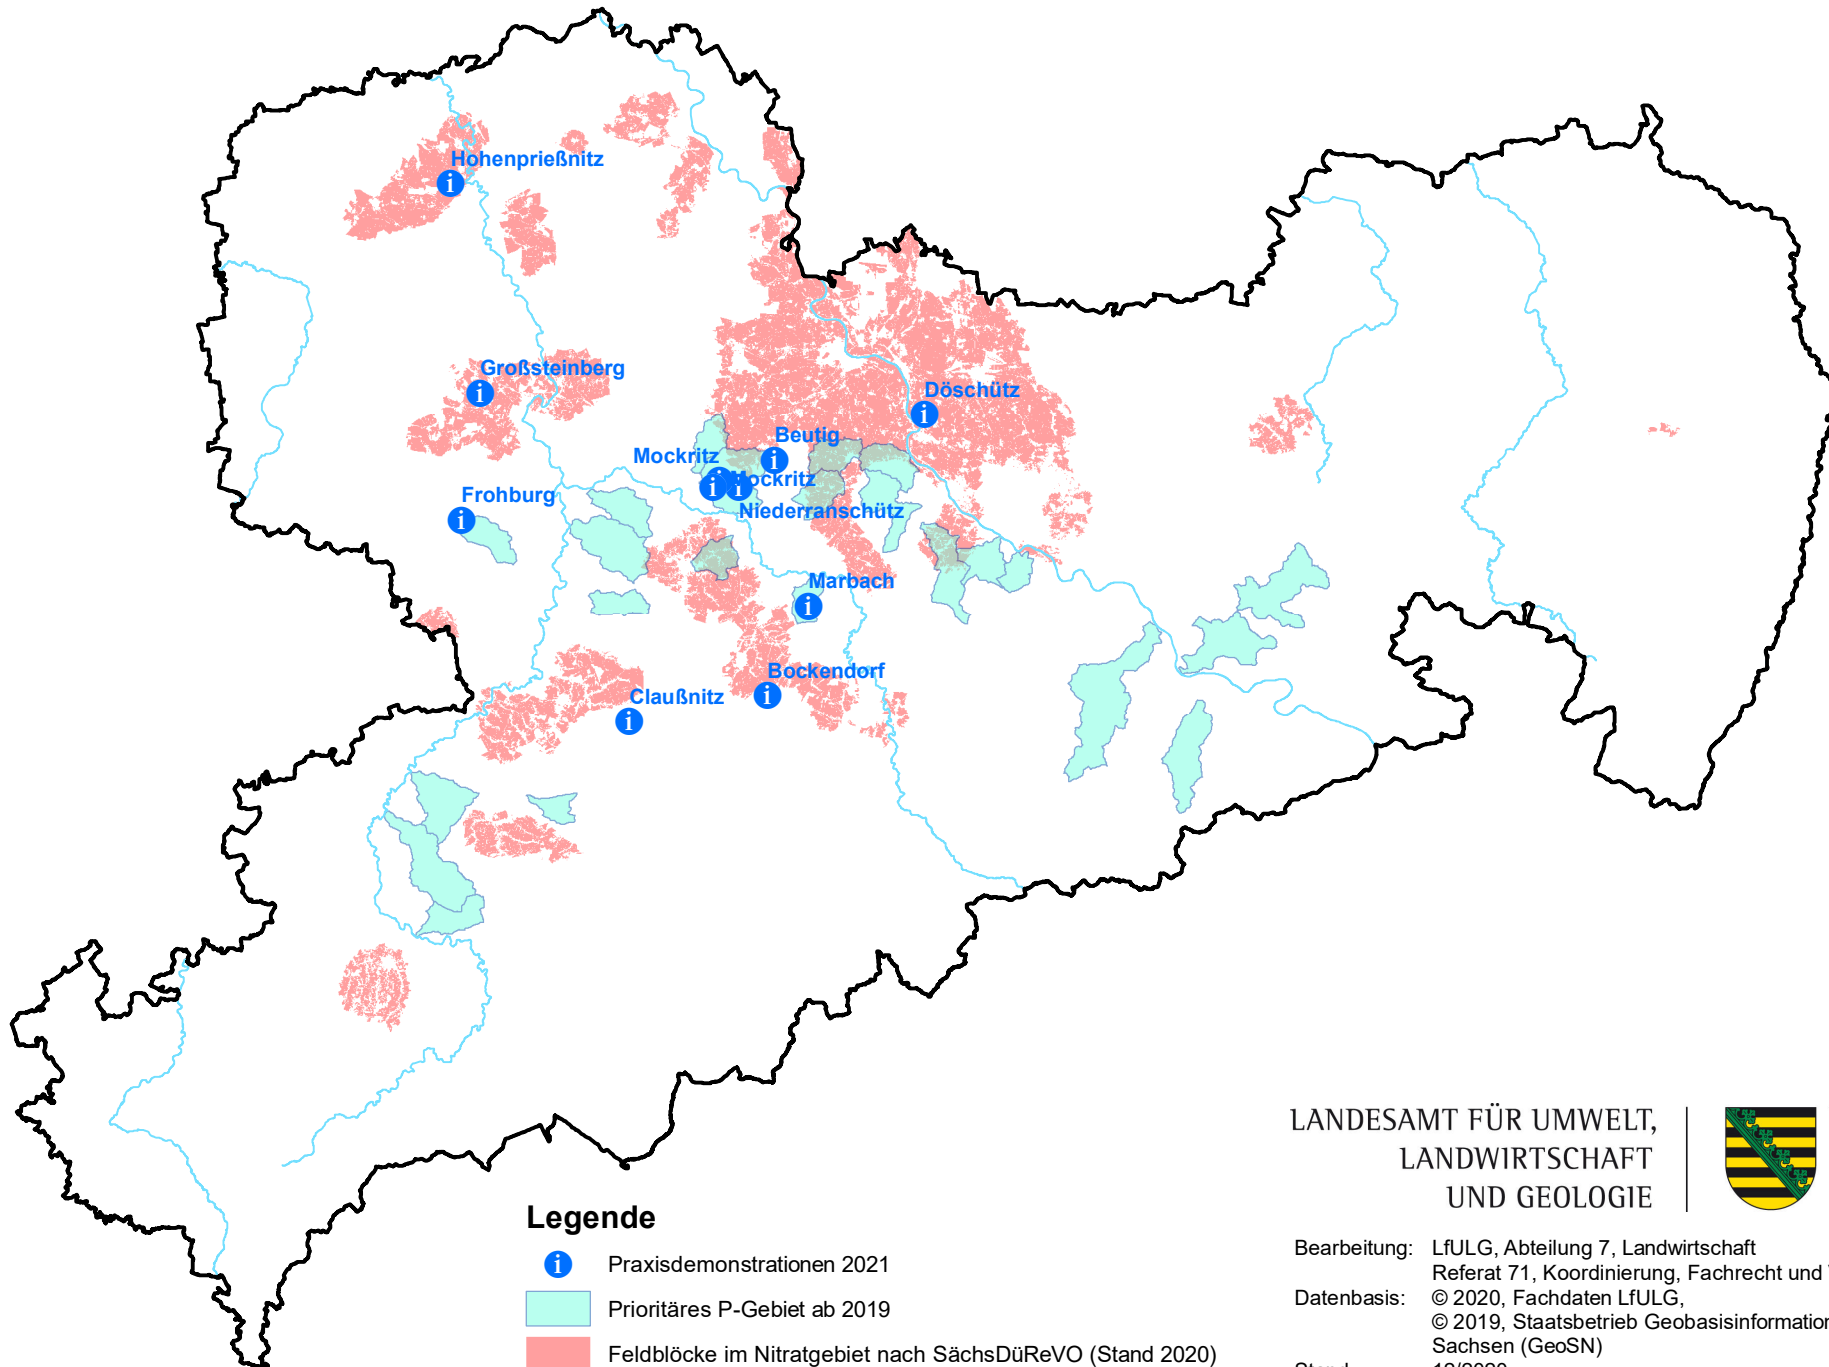 Hohenprießnitz
Großsteinberg
Döschütz
Beutig
Mockritz
Mockritz
Frohburg
Niederranschütz
Marbach
Bockendorf
Claußnitz
LANDESAMT FÜR UMWELT,
LANDWIRTSCHAFT
UND GEOLOGIE
Legende
Praxisdemonstrationen 2021
Prioritäres P-Gebiet ab 2019
Feldblöcke im Nitratgebiet nach SächsDüReVO (Stand 2020)
Bearbeitung: LfULG, Abteilung 7, Landwirtschaft
Referat 71, Koordinierung, Fachrecht und
Datenbasis: © 2020, Fachdaten LfULG,
© 2019, Staatsbetrieb Geobasisinformation
Sachsen (GeoSN)